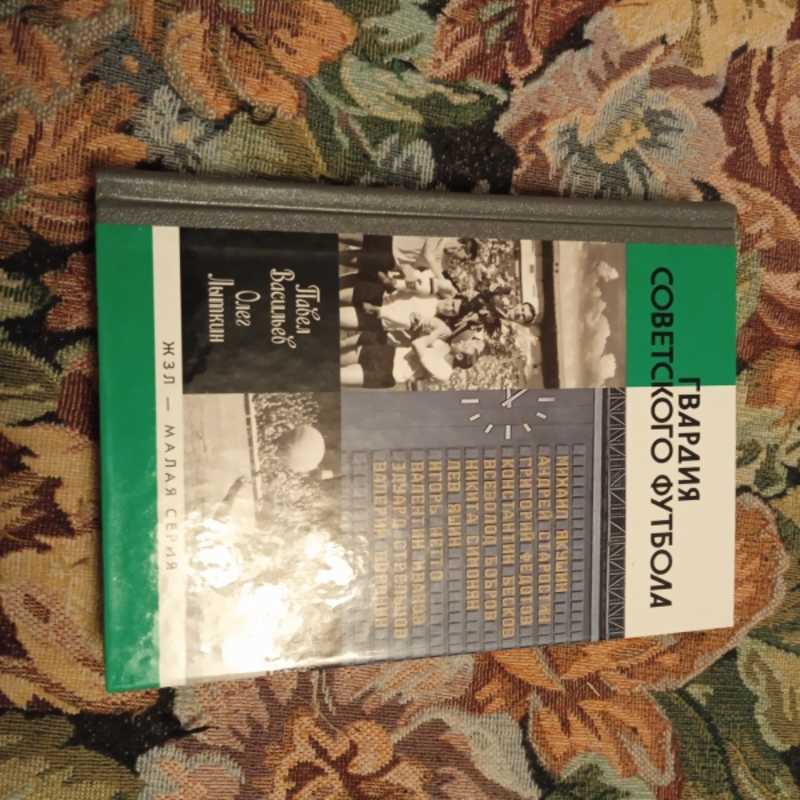 ГВАРДИЯ
СОВЕТСКОГО ФУТБОЛА
МИХАИЛ ЯКУШИН
АНДРЕЙ СТАРОСТИН
ГРИГОРИЙ ФЕДОТОВ
КОНСТАНТИН БЕСКОВ
ВСЕВОЛОД БОБРОВ
НИКИТА СИМОНЯН
ЛЕВ ЯШИН
ИГОРЬ НЕТТО
ВАЛЕНТИН ИВАНОВ
ЭДУАРД СТРЕЛЬЦОВ
ВАЛЕРИЙ ВОРОНИН
Павел
Васильев
Олег
Лыткин
ЖЗЛ — МАЛАЯ СЕРИЯ